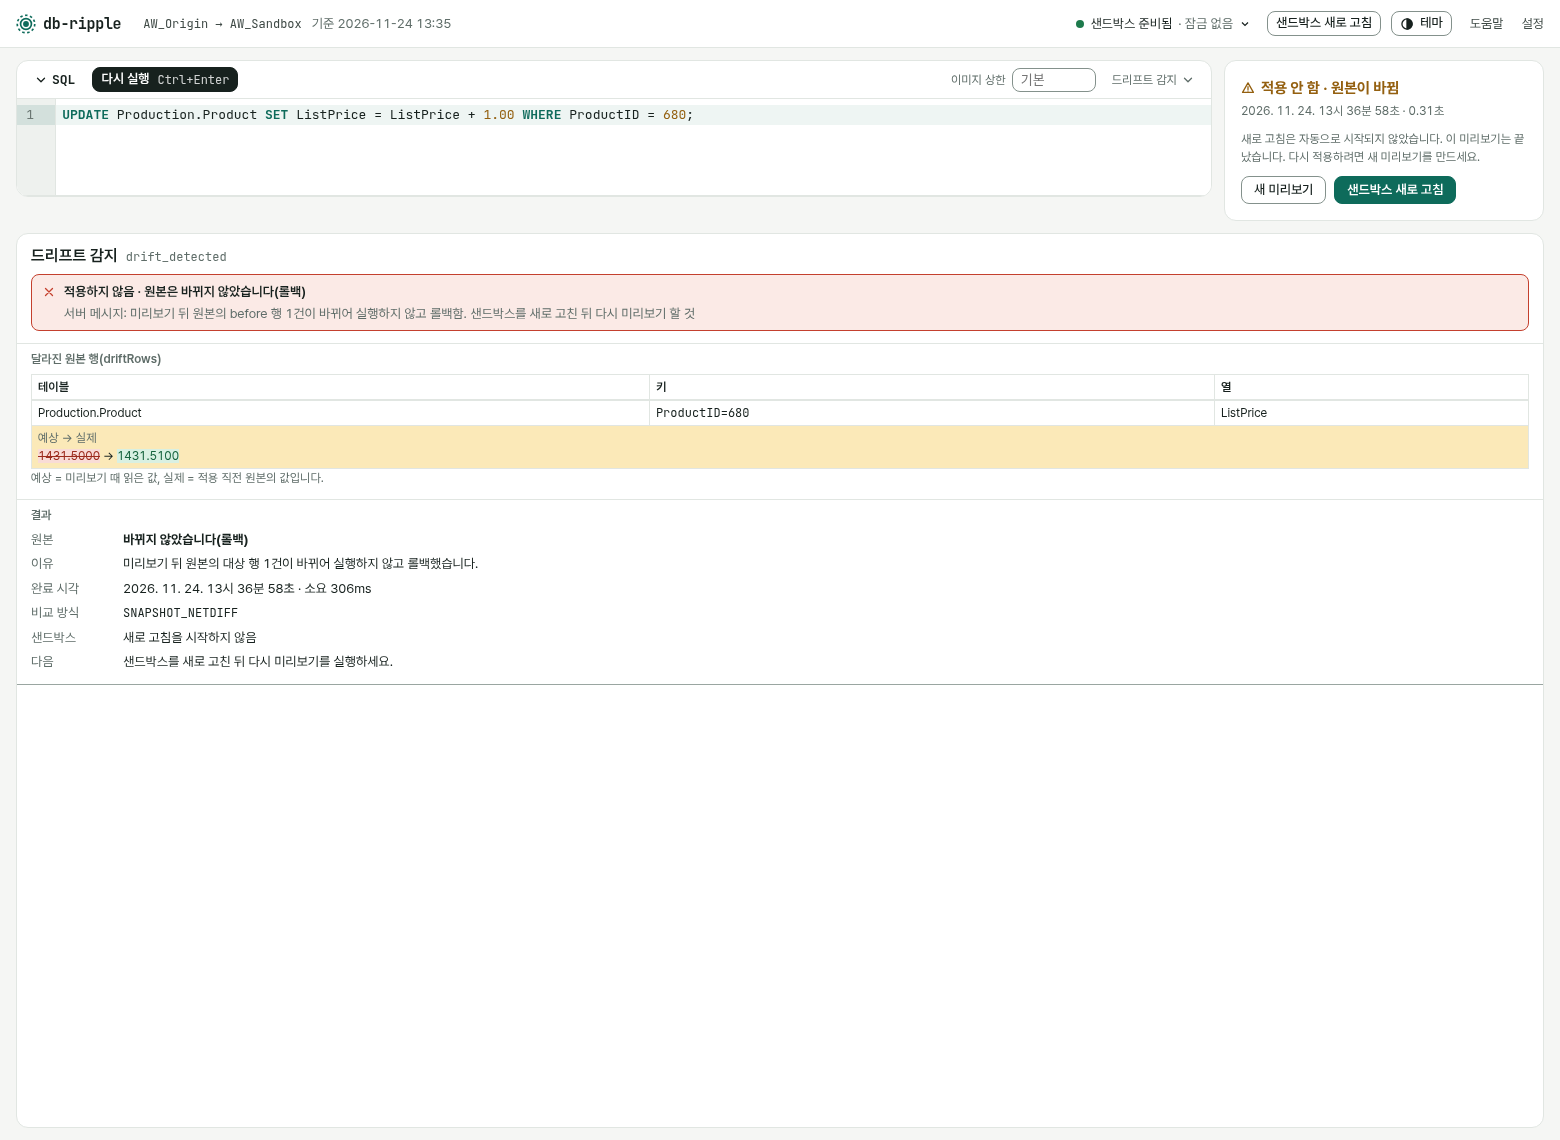 db-ripple AW_Origin → AW_Sandbox 기준 2026-11-24 13:35 샌드박스 준비됨 · 잠금 없음 샌드박스 새로 고침 테마 도움말 설정
SQL 다시 실행 Ctrl+Enter 이미지 상한 기본 드리프트 감지
1 UPDATE Production.Product SET ListPrice = ListPrice + 1.00 WHERE ProductID = 680;
적용 안 함 · 원본이 바뀜
2026. 11. 24. 13시 36분 58초 · 0.31초
새로 고침은 자동으로 시작되지 않았습니다. 이 미리보기는 끝
났습니다. 다시 적용하려면 새 미리보기를 만드세요.
새 미리보기 샌드박스 새로 고침
드리프트 감지 drift_detected
적용하지 않음 · 원본은 바뀌지 않았습니다(롤백)
서버 메시지: 미리보기 뒤 원본의 before 행 1건이 바뀌어 실행하지 않고 롤백함. 샌드박스를 새로 고친 뒤 다시 미리보기 할 것
달라진 원본 행(driftRows)
테이블 키 열
Production.Product ProductID=680 ListPrice
예상 → 실제
1431.5000 → 1431.5100
예상 = 미리보기 때 읽은 값, 실제 = 적용 직전 원본의 값입니다.
결과
원본 바뀌지 않았습니다(롤백)
이유 미리보기 뒤 원본의 대상 행 1건이 바뀌어 실행하지 않고 롤백했습니다.
완료 시각 2026. 11. 24. 13시 36분 58초 · 소요 306ms
비교 방식 SNAPSHOT_NETDIFF
샌드박스 새로 고침을 시작하지 않음
다음 샌드박스를 새로 고친 뒤 다시 미리보기를 실행하세요.